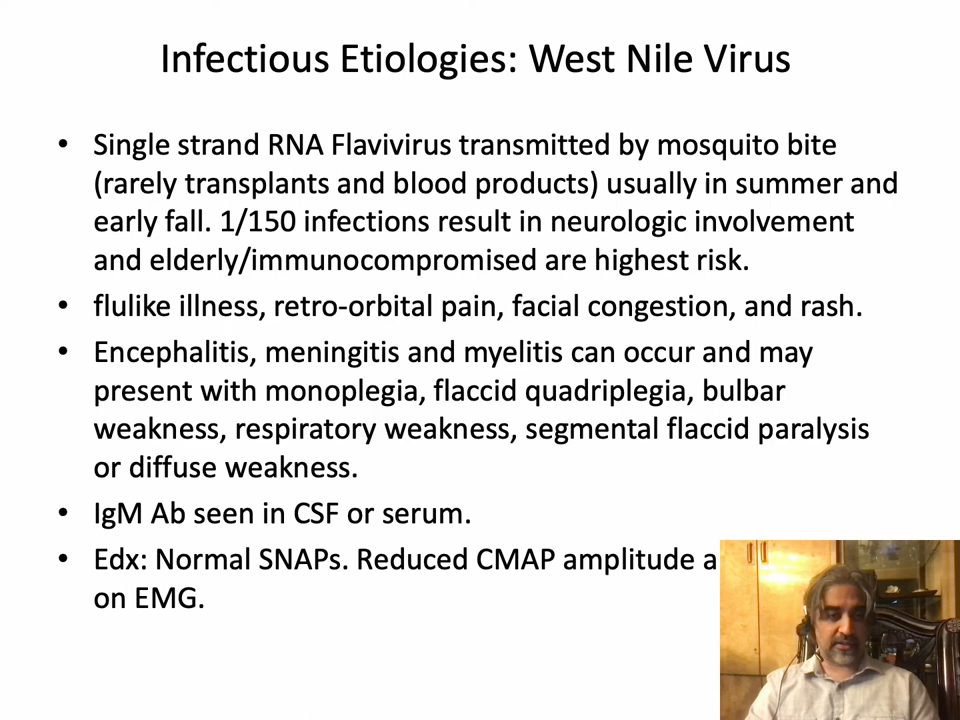 Infectious Etiologies: West Nile Virus
• Single strand RNA Flavivirus transmitted by mosquito bite
(rarely transplants and blood products) usually in summer and
early fall. 1/150 infections result in neurologic involvement
and elderly/immunocompromised are highest risk.
• flulike illness, retro-orbital pain, facial congestion, and rash.
• Encephalitis, meningitis and myelitis can occur and may
present with monoplegia, flaccid quadriplegia, bulbar
weakness, respiratory weakness, segmental flaccid paralysis
or diffuse weakness.
• IgM Ab seen in CSF or serum.
• Edx: Normal SNAPs. Reduced CMAP amplitude
on EMG.